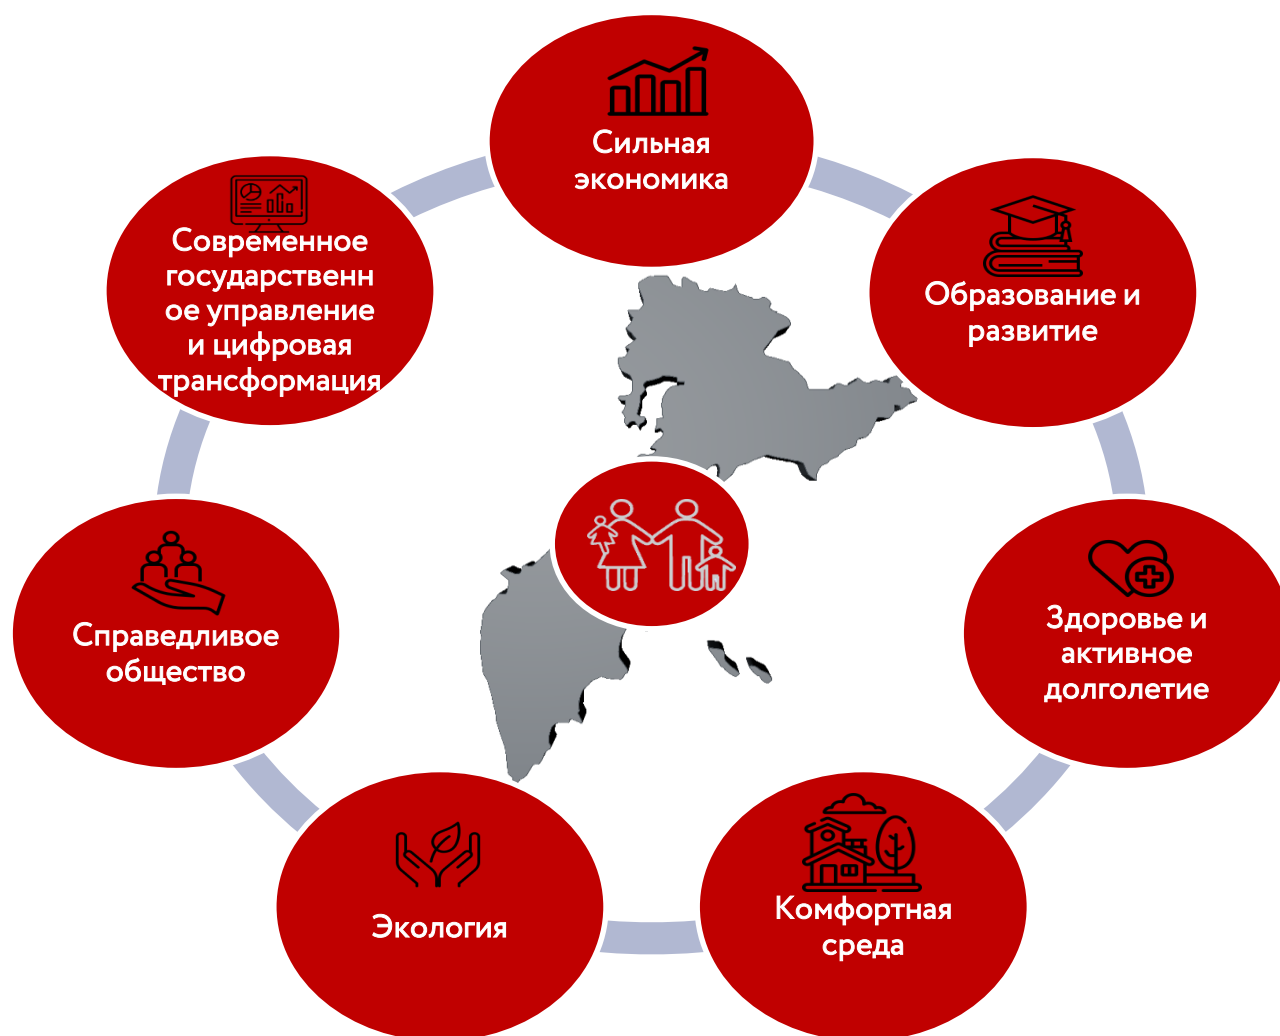 Сильная
экономика
Образование и
развитие
Здоровье и
активное
долголетие
Комфортная
среда
Экология
Справедливое
общество
Современное
государственн
ое управление
и цифровая
трансформация